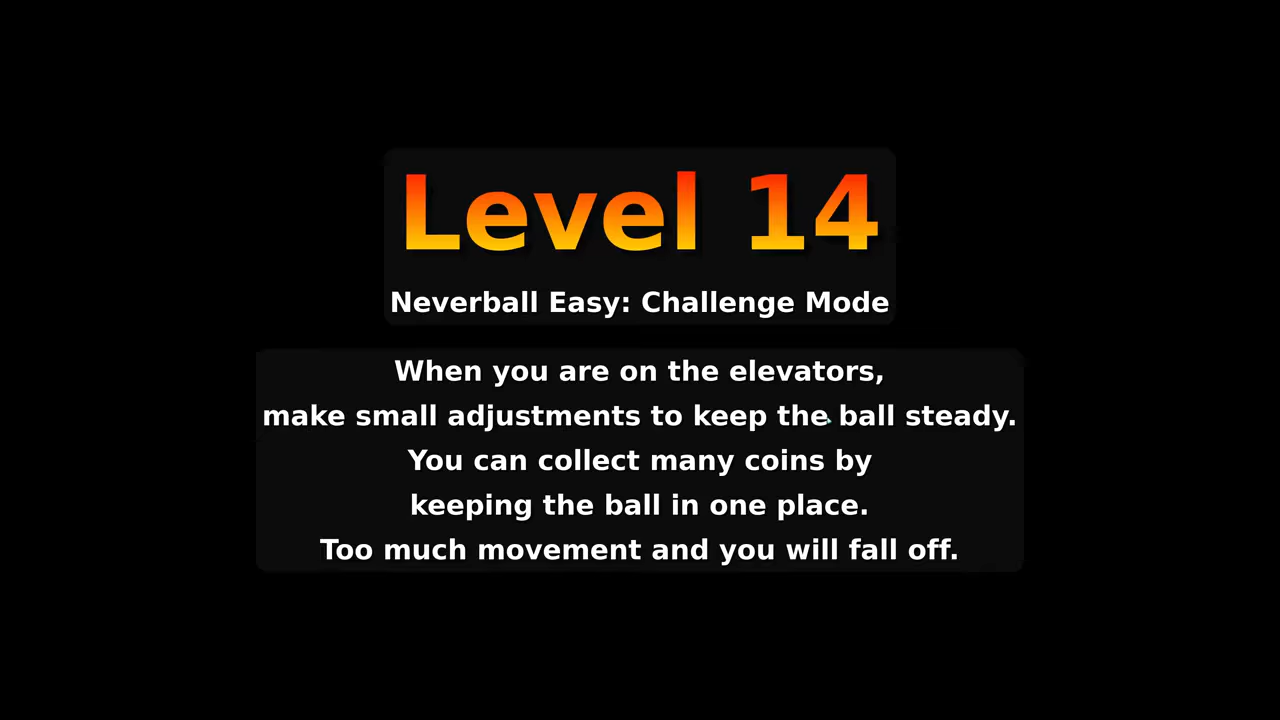 Level 14
Neverball Easy: Challenge Mode
When you are on the elevators,
make small adjustments to keep the ball steady.
You can collect many coins by
keeping the ball in one place.
Too much movement and you will fall off.